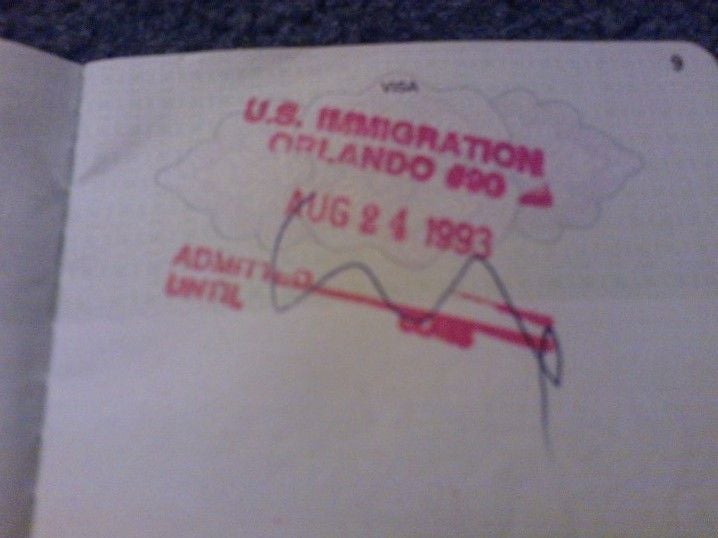 9
VISA
U.S. IMMIGRATION
ORLANDO #90
AUG 24 1993
ADMITTED
UNTIL